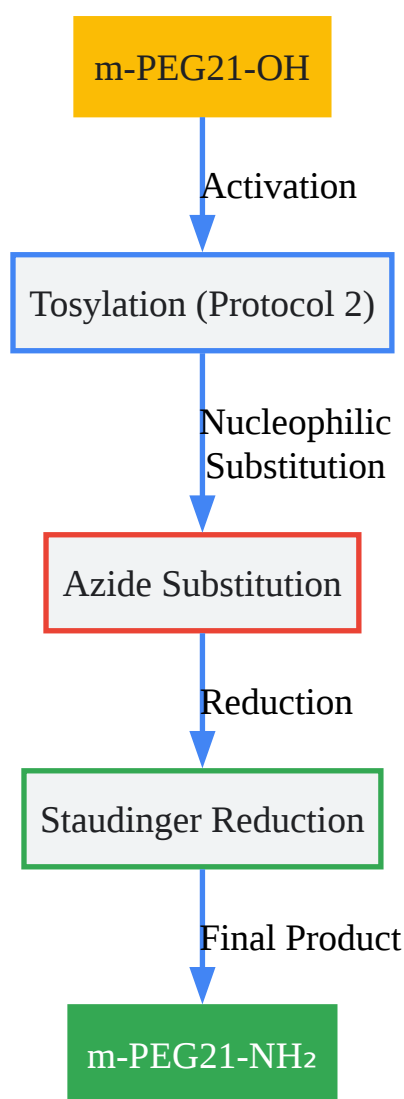 m-PEG21-OH
Activation
Tosylation (Protocol 2)
Nucleophilic
Substitution
Azide Substitution
Reduction
Staudinger Reduction
Final Product
m-PEG21-NH₂